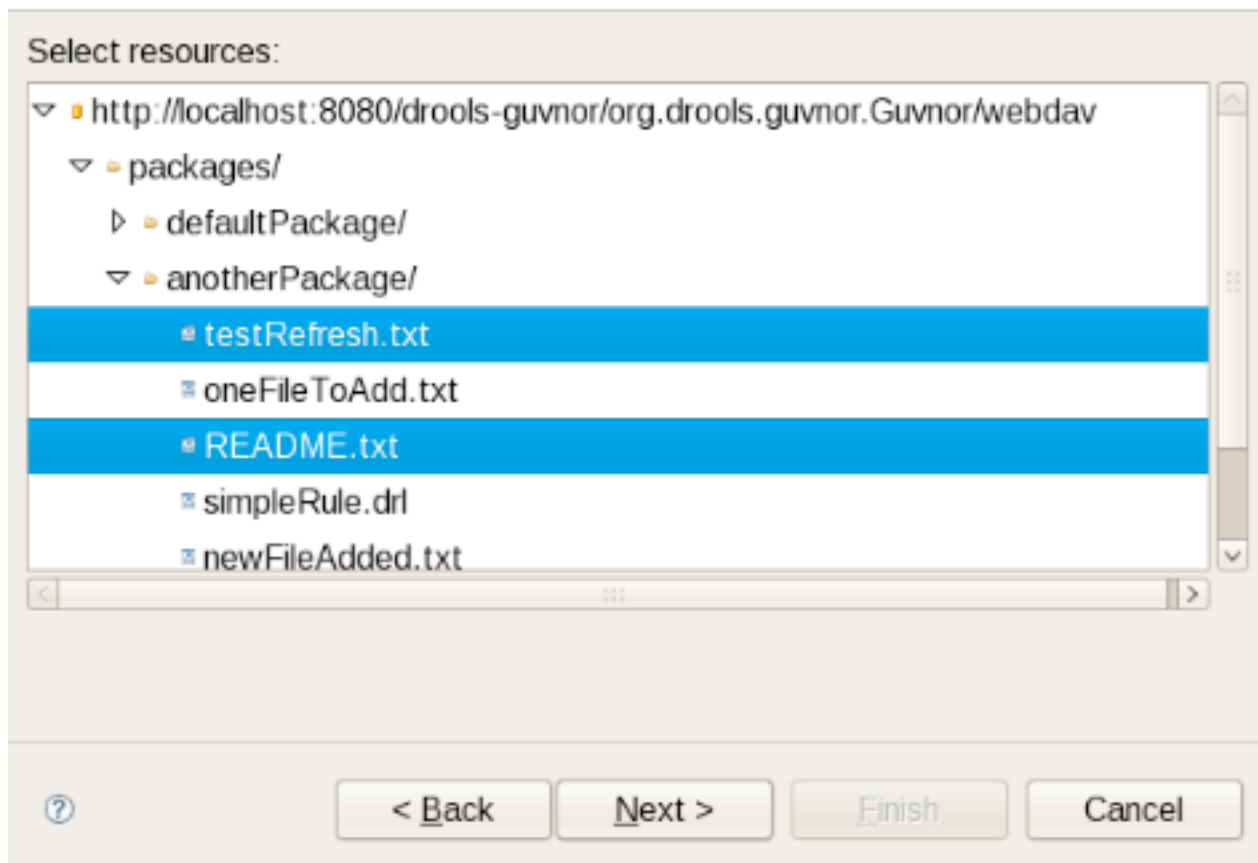 Select resources:
http://localhost:8080/drools-guvnor/org.drools.guvnor.Guvnor/webdav
packages/
defaultPackage/
anotherPackage/
testRefresh.txt
oneFileToAdd.txt
README.txt
simpleRule.drl
newFileAdded.txt
? < Back Next > Finish Cancel